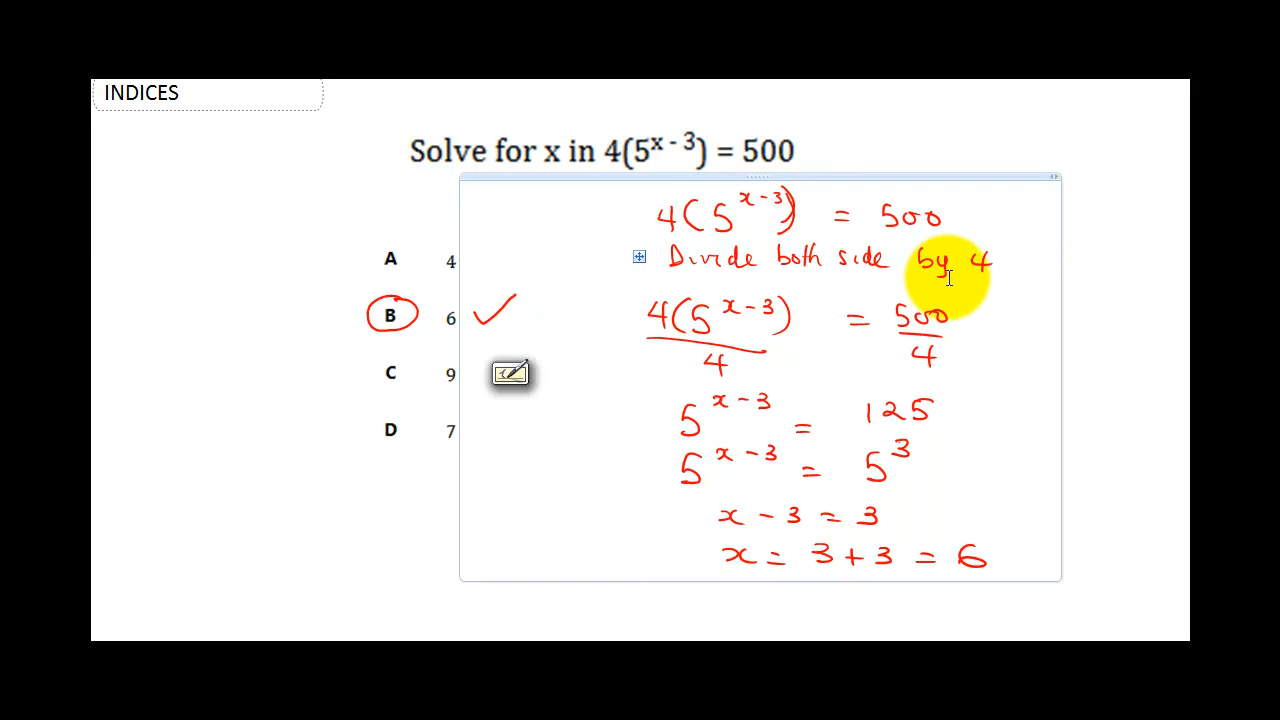 INDICES
Solve for x in 4(5^{x - 3}) = 500
4(5^{x-3}) = 500
Divide both side by 4
A 4
4(5^{x-3}) / 4 = 500 / 4
B 6 ✓
C 9
5^{x-3} = 125
D 7
5^{x-3} = 5^3
x - 3 = 3
x = 3 + 3 = 6